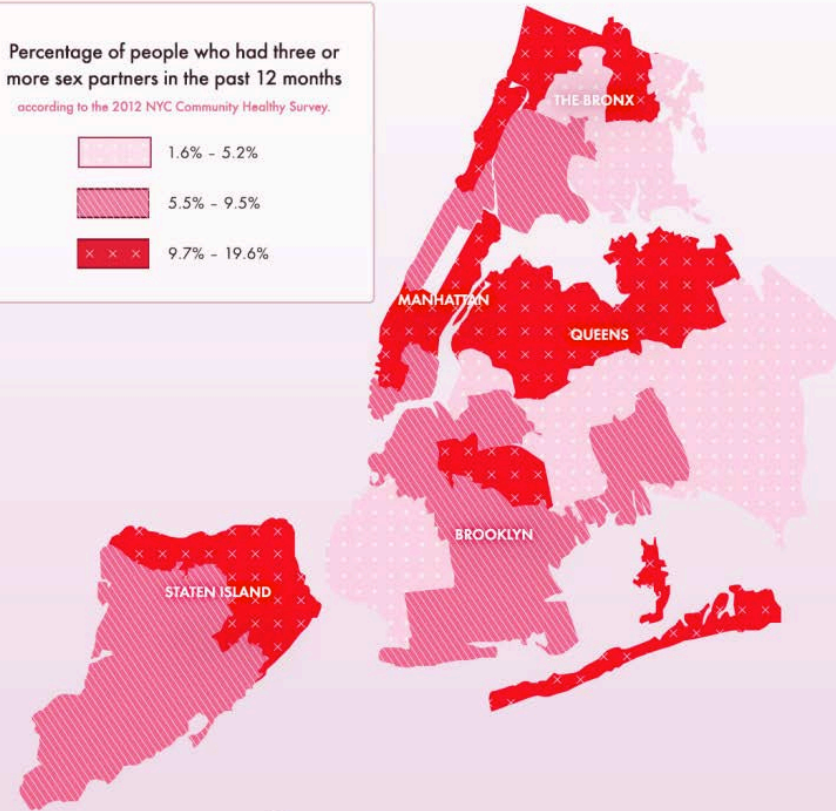 Percentage of people who had three or
more sex partners in the past 12 months
according to the 2012 NYC Community Healthy Survey.
1.6% – 5.2%
5.5% – 9.5%
9.7% – 19.6%
THE BRONX
MANHATTAN
QUEENS
BROOKLYN
STATEN ISLAND